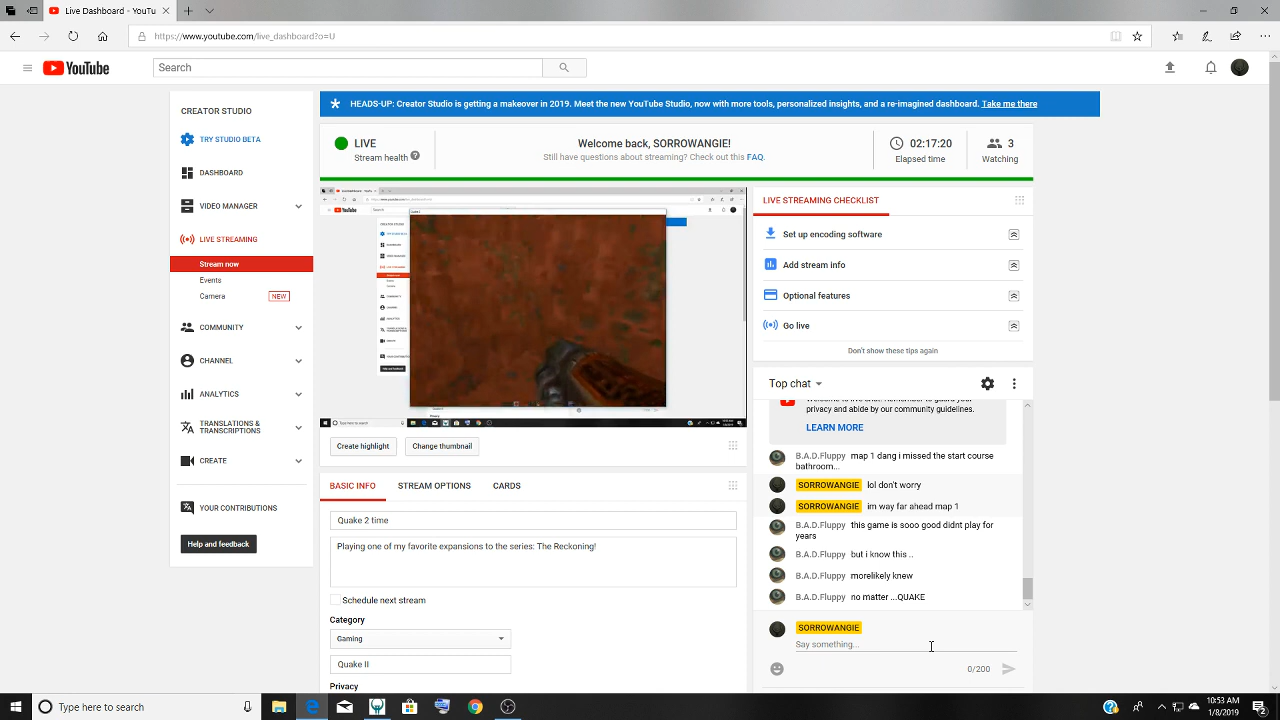 Live Dashboard - YouTu
https://www.youtube.com/live_dashboard?o=U
YouTube
Search
CREATOR STUDIO
TRY STUDIO BETA
DASHBOARD
VIDEO MANAGER
LIVE STREAMING
Stream now
Events
Camera NEW
COMMUNITY
CHANNEL
ANALYTICS
TRANSLATIONS &
TRANSCRIPTIONS
CREATE
YOUR CONTRIBUTIONS
Help and feedback
HEADS-UP: Creator Studio is getting a makeover in 2019. Meet the new YouTube Studio, now with more tools, personalized insights, and a re-imagined dashboard. Take me there
LIVE
Stream health ?
Welcome back, SORROWANGIE!
Still have questions about streaming? Check out this FAQ.
02:17:20
Elapsed time
3
Watching
Create highlight
Change thumbnail
BASIC INFO
STREAM OPTIONS
CARDS
Quake 2 time
Playing one of my favorite expansions to the series: The Reckoning!
Schedule next stream
Category
Gaming
Quake II
Privacy
LIVE STREAMING CHECKLIST
Set up encoding software
Add stream info
Optional features
Go live
Don't show these tips again
Top chat
privacy and abide by our community guidelines.
LEARN MORE
B.A.D.Fluppy map 1 dang i missed the start course
bathroom...
SORROWANGIE lol don't worry
SORROWANGIE im way far ahead map 1
B.A.D.Fluppy this game is sooo good didnt play for
years
B.A.D.Fluppy but i know this ..
B.A.D.Fluppy morelikely knew
B.A.D.Fluppy no matter ...QUAKE
SORROWANGIE
Say something...
0/200
Type here to search
10:53 AM
1/8/2019